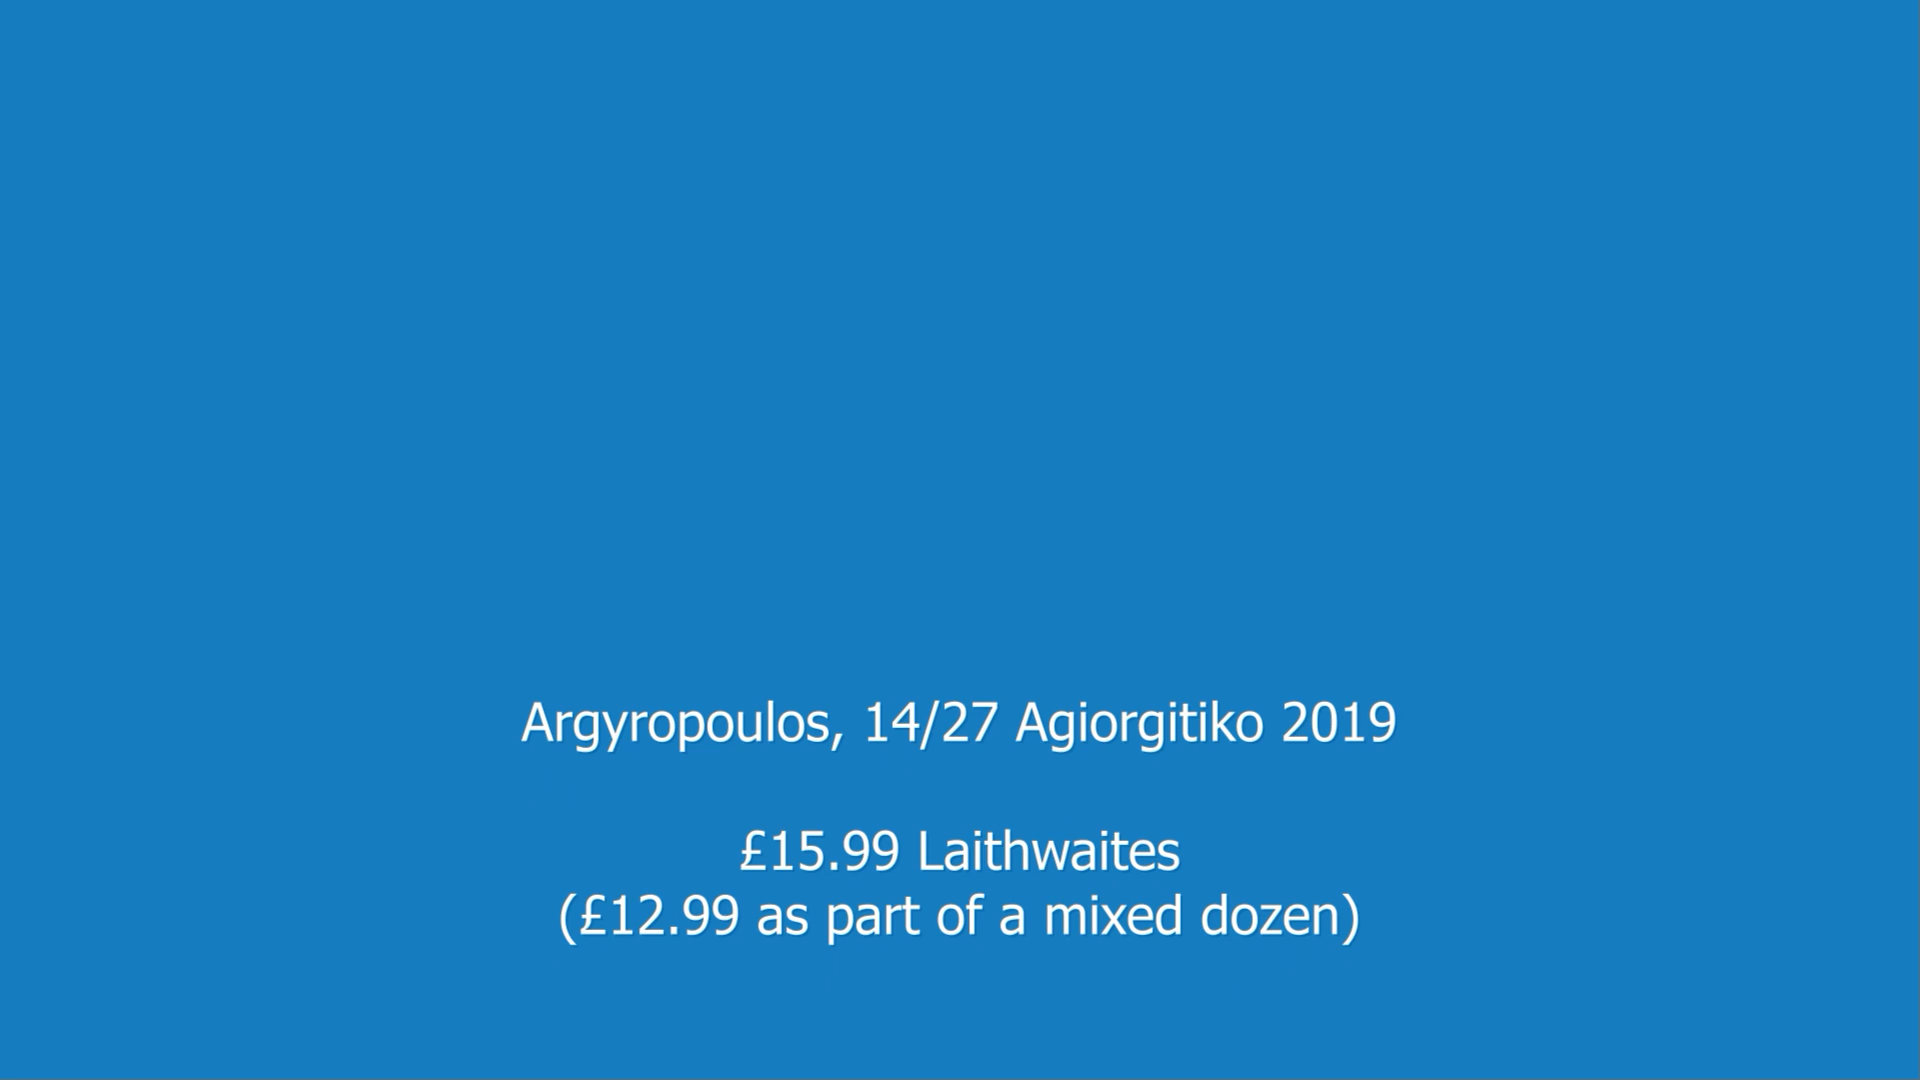 Argyropoulos, 14/27 Agiorgitiko 2019
£15.99 Laithwaites
(£12.99 as part of a mixed dozen)